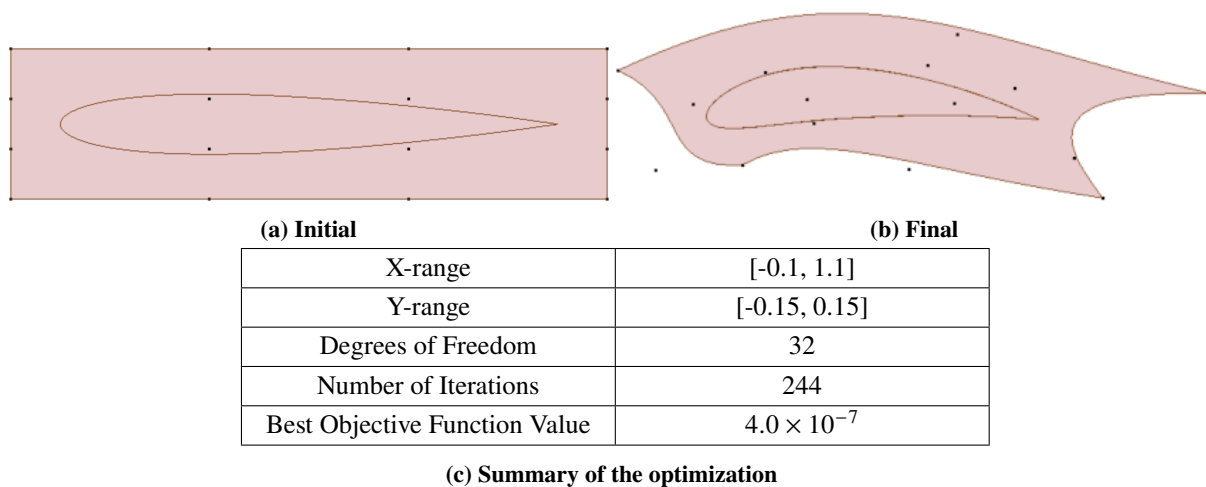 (a) Initial
(b) Final
X-range [-0.1, 1.1]
Y-range [-0.15, 0.15]
Degrees of Freedom 32
Number of Iterations 244
Best Objective Function Value 4.0 × 10⁻⁷
(c) Summary of the optimization